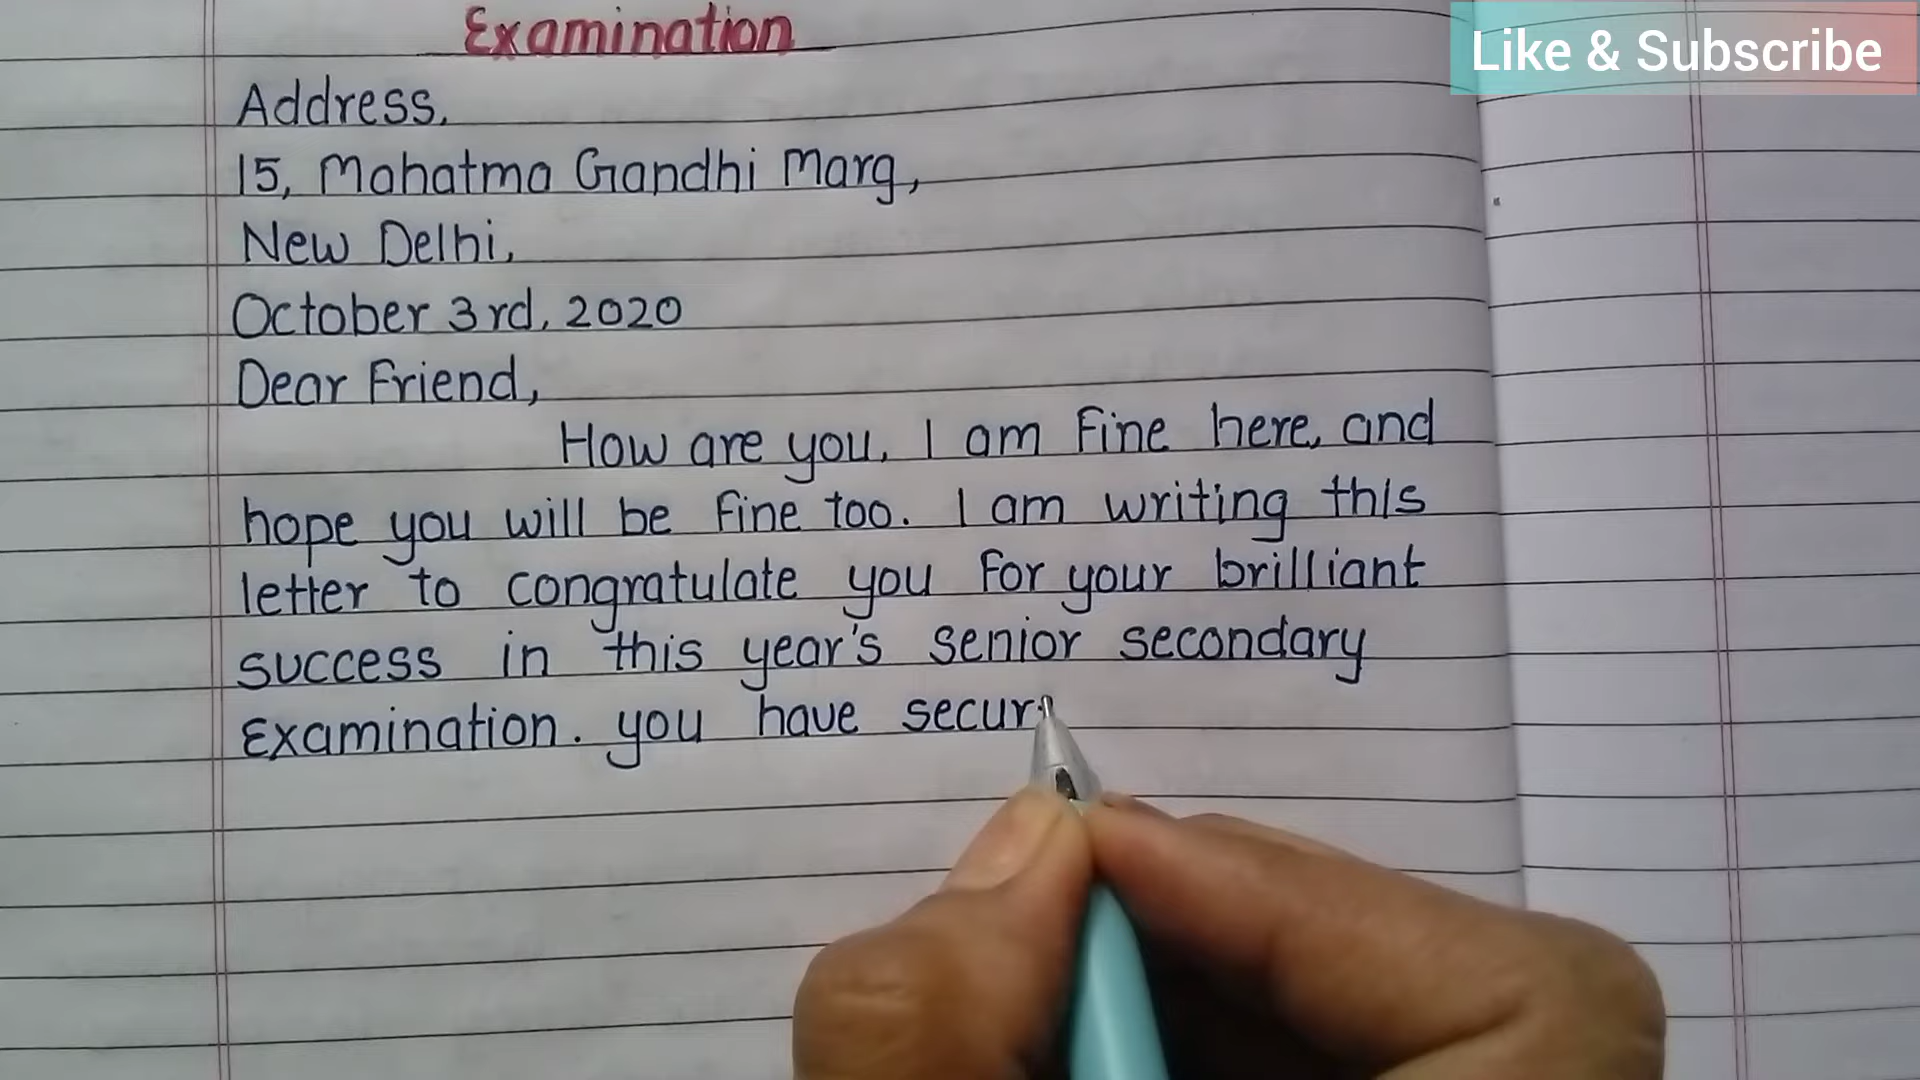 Examination
Like & Subscribe
Address,
15, Mahatma Gandhi Marg,
New Delhi,
October 3rd, 2020
Dear Friend,
How are you, I am fine here, and
hope you will be fine too. I am writing this
letter to congratulate you for your brilliant
success in this year's senior secondary
Examination. you have secur